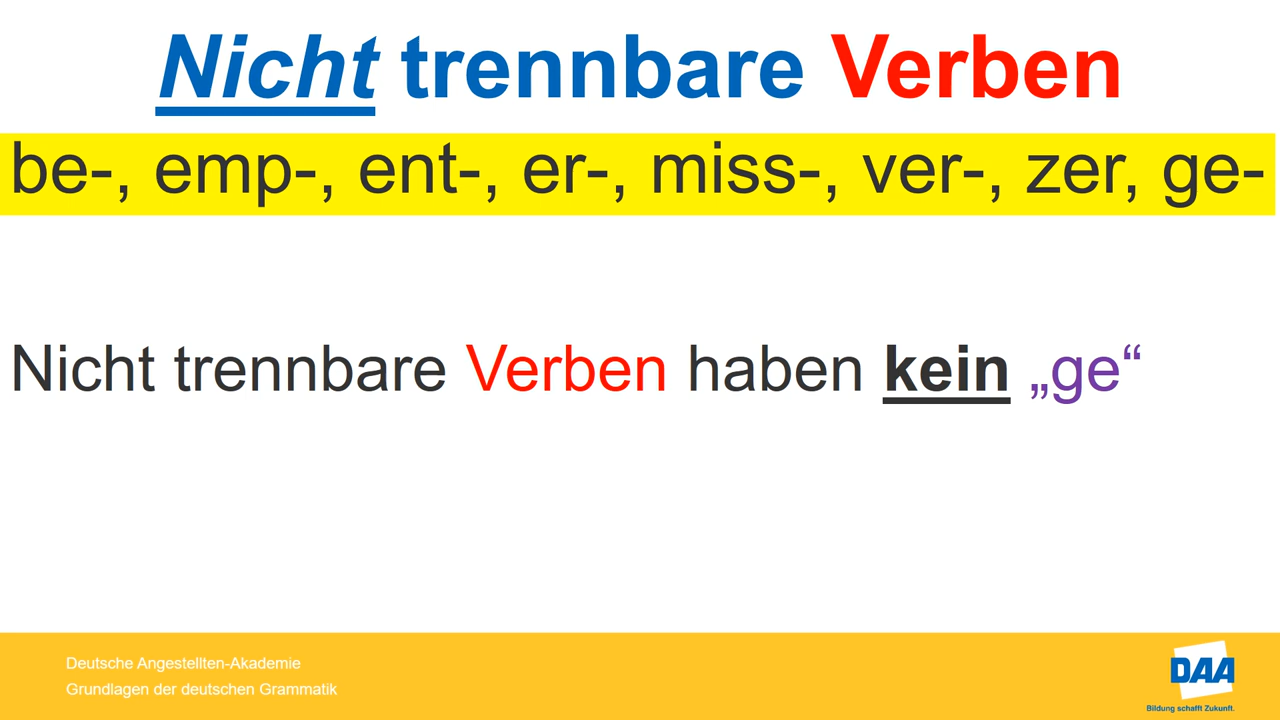 Nicht trennbare Verben
be-, emp-, ent-, er-, miss-, ver-, zer, ge-
Nicht trennbare Verben haben kein „ge“
Deutsche Angestellten-Akademie
Grundlagen der deutschen Grammatik
DAA
Bildung schafft Zukunft.